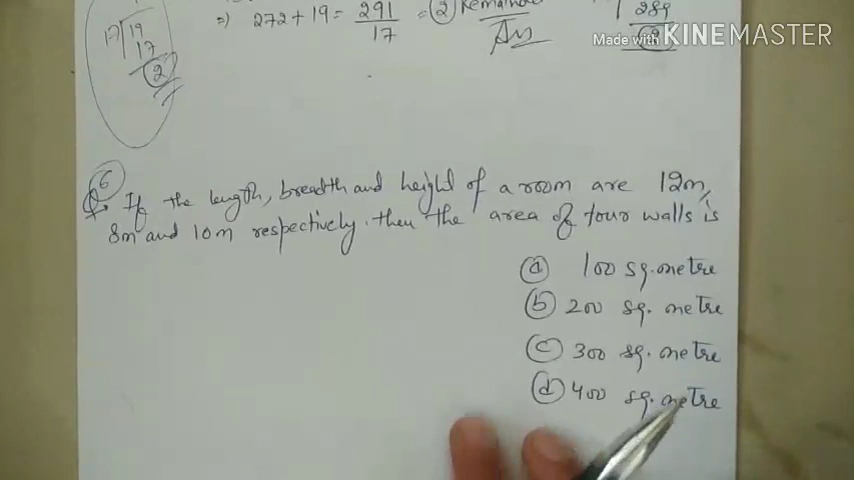 =) 272 + 19 = 291/17 = (2) Remainder
Ans
17) 19
17
(2)
289
(2)
Made with KINEMASTER
Q 6 If the length, breadth and height of a room are 12m,
8m and 10m respectively. then the area of four walls is
(a) 100 sq. metre
(b) 200 sq. metre
(c) 300 sq. metre
(d) 400 sq. metre